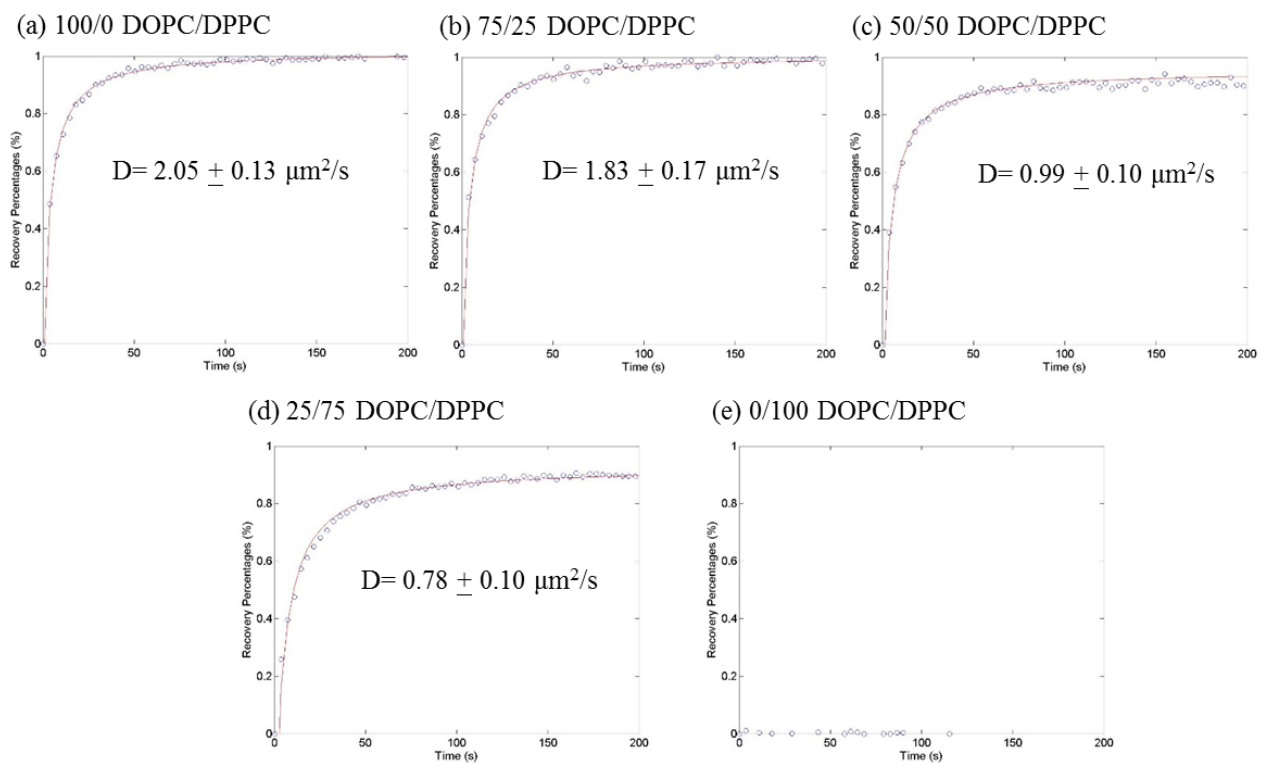 (a) 100/0 DOPC/DPPC
1
0.8
0.6
0.4
0.2
0
Recovery Percentages (%)
D= 2.05 ± 0.13 μm²/s
0 50 100 150 200
Time (s)
(b) 75/25 DOPC/DPPC
1
0.8
0.6
0.4
0.2
0
Recovery Percentages (%)
D= 1.83 ± 0.17 μm²/s
0 50 100 150 200
Time (s)
(c) 50/50 DOPC/DPPC
1
0.8
0.6
0.4
0.2
0
Recovery Percentages (%)
D= 0.99 ± 0.10 μm²/s
0 50 100 150 200
Time (s)
(d) 25/75 DOPC/DPPC
1
0.8
0.6
0.4
0.2
0
Recovery Percentages (%)
D= 0.78 ± 0.10 μm²/s
0 50 100 150 200
Time (s)
(e) 0/100 DOPC/DPPC
1
0.8
0.6
0.4
0.2
0
Recovery Percentages (%)
0 50 100 150 200
Time (s)